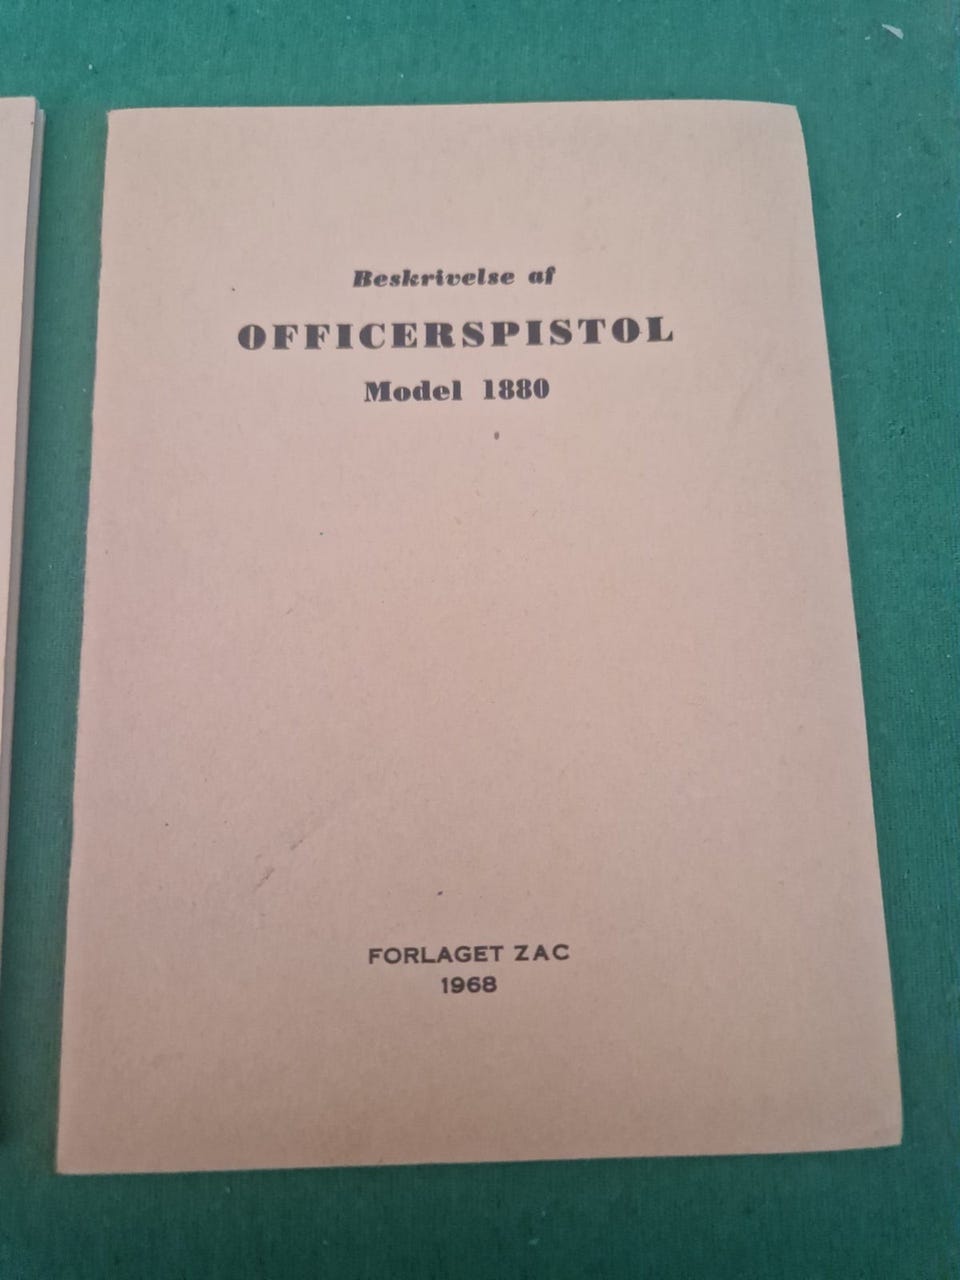 Beskrivelse af
OFFICERSPISTOL
Model 1880
FORLAGET ZAC
1968